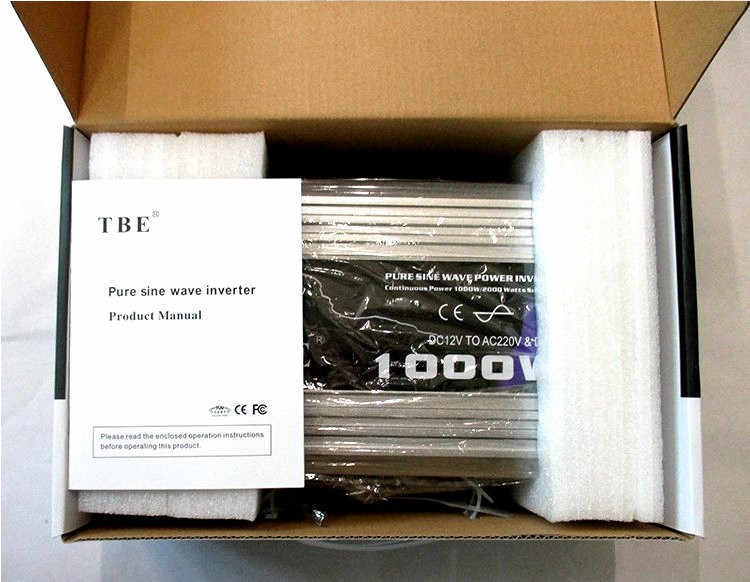 TBE®
Pure sine wave inverter
Product Manual
CE FC
Please read the enclosed operation instructions
before operating this product.
PURE SINE WAVE POWER INV
Continuous Power 1000W/2000 Watts
CE
®
DC12V TO AC220V &
1000W